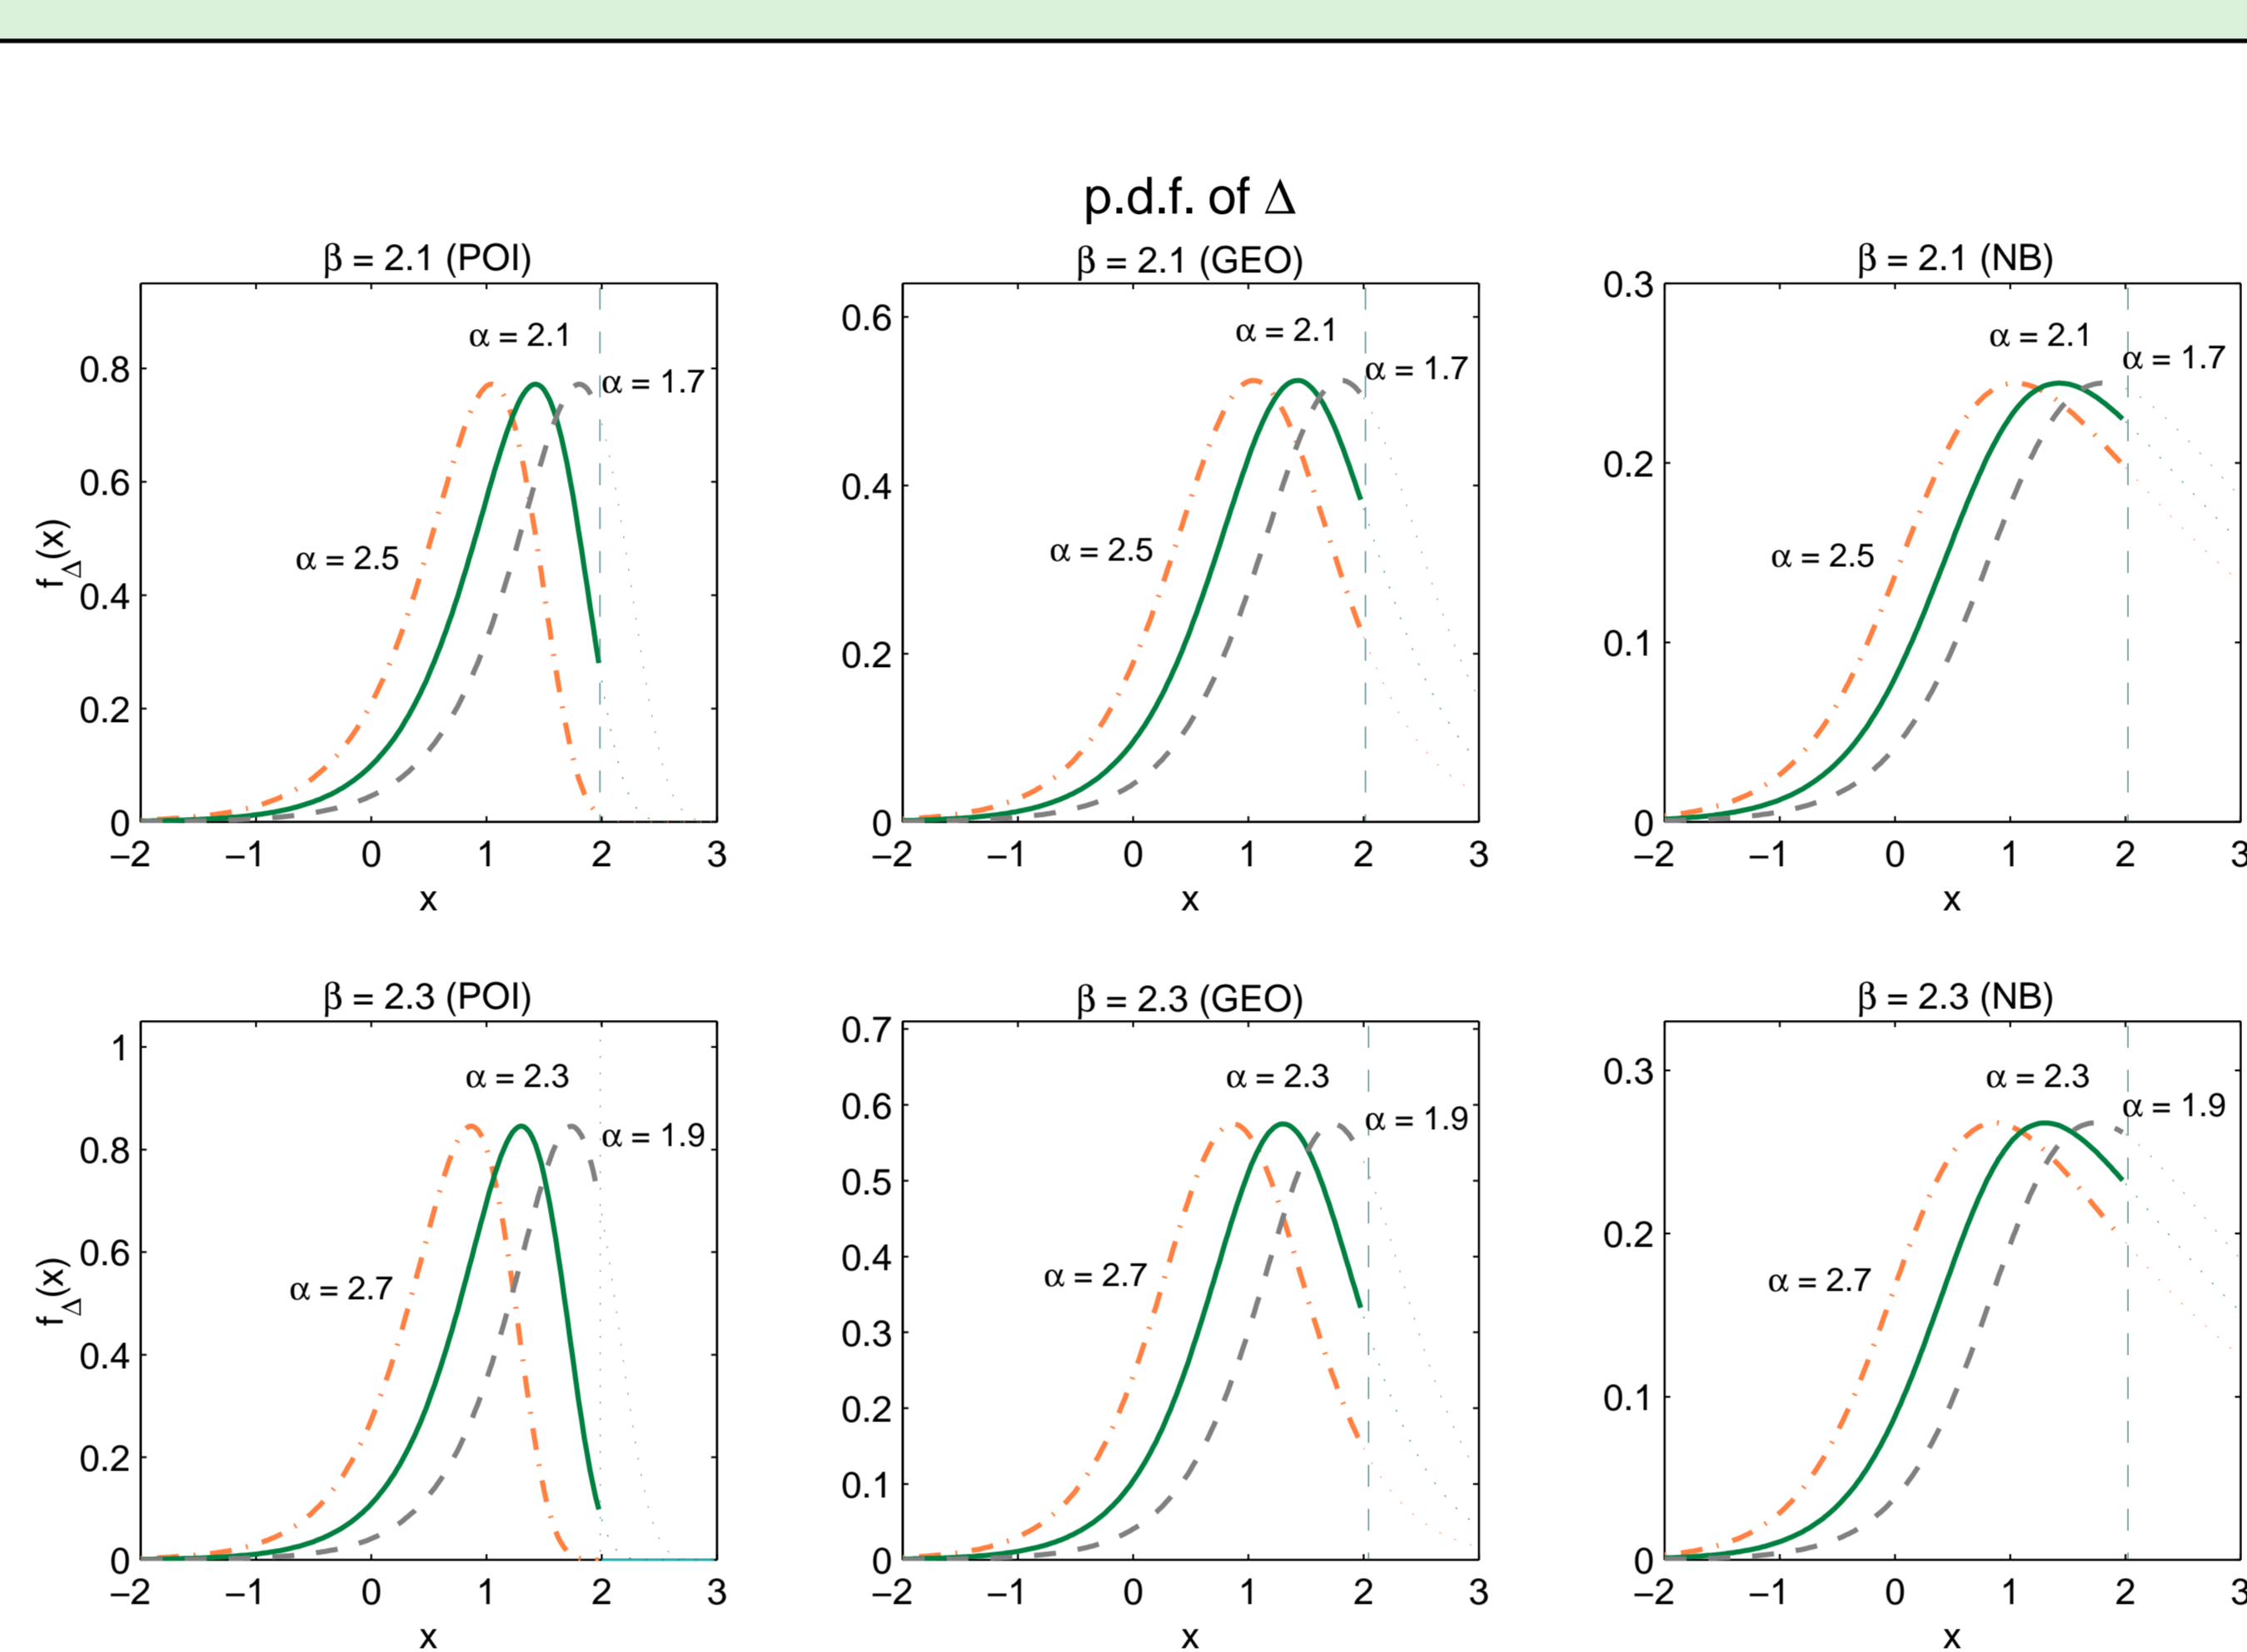 p.d.f. of Δ
β = 2.1 (POI)
α = 2.1
α = 1.7
α = 2.5
0.8
0.6
0.4
0.2
0
f_Δ(x)
−2 −1 0 1 2 3
x
β = 2.1 (GEO)
α = 2.1
α = 1.7
α = 2.5
0.6
0.4
0.2
0
−2 −1 0 1 2 3
x
β = 2.1 (NB)
α = 2.1
α = 1.7
α = 2.5
0.3
0.2
0.1
0
−2 −1 0 1 2 3
x
β = 2.3 (POI)
α = 2.3
α = 1.9
α = 2.7
1
0.8
0.6
0.4
0.2
0
f_Δ(x)
−2 −1 0 1 2 3
x
β = 2.3 (GEO)
α = 2.3
α = 1.9
α = 2.7
0.7
0.6
0.5
0.4
0.3
0.2
0.1
0
−2 −1 0 1 2 3
x
β = 2.3 (NB)
α = 2.3
α = 1.9
α = 2.7
0.3
0.2
0.1
0
−2 −1 0 1 2 3
x